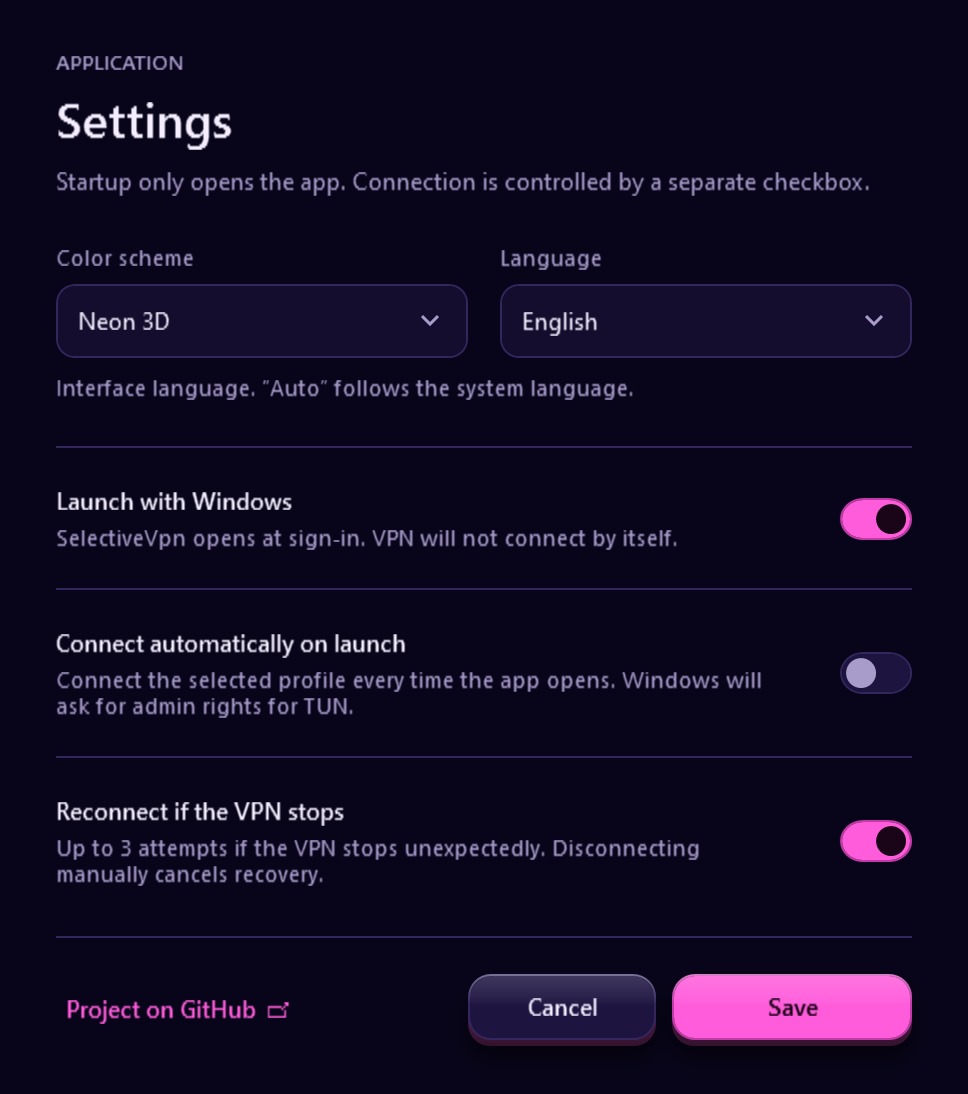 APPLICATION
Settings
Startup only opens the app. Connection is controlled by a separate checkbox.
Color scheme
Language
Neon 3D
English
Interface language. "Auto" follows the system language.
Launch with Windows
SelectiveVpn opens at sign-in. VPN will not connect by itself.
Connect automatically on launch
Connect the selected profile every time the app opens. Windows will
ask for admin rights for TUN.
Reconnect if the VPN stops
Up to 3 attempts if the VPN stops unexpectedly. Disconnecting
manually cancels recovery.
Project on GitHub
Cancel
Save